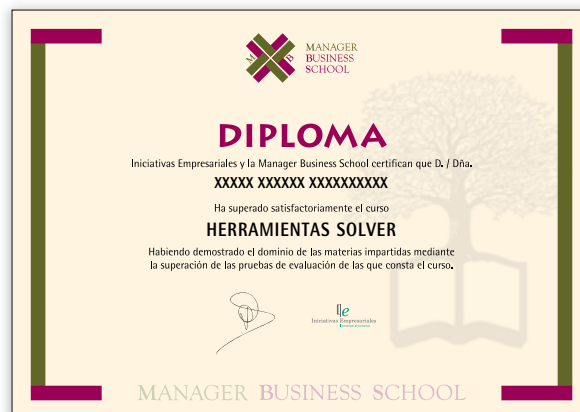 M B
MANAGER
BUSINESS
SCHOOL
DIPLOMA
Iniciativas Empresariales y la Manager Business School certifican que D. / Dña.
XXXXX XXXXXX XXXXXXXXXX
Ha superado satisfactoriamente el curso
HERRAMIENTAS SOLVER
Habiendo demostrado el dominio de las materias impartidas mediante
la superación de las pruebas de evaluación de las que consta el curso.
Iniciativas Empresariales
MANAGER BUSINESS SCHOOL